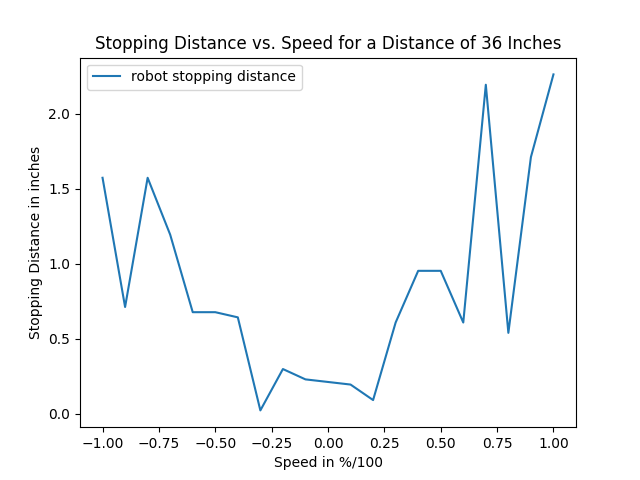 Stopping Distance vs. Speed for a Distance of 36 Inches
robot stopping distance
Stopping Distance in inches
2.0
1.5
1.0
0.5
0.0
−1.00 −0.75 −0.50 −0.25 0.00 0.25 0.50 0.75 1.00
Speed in %/100